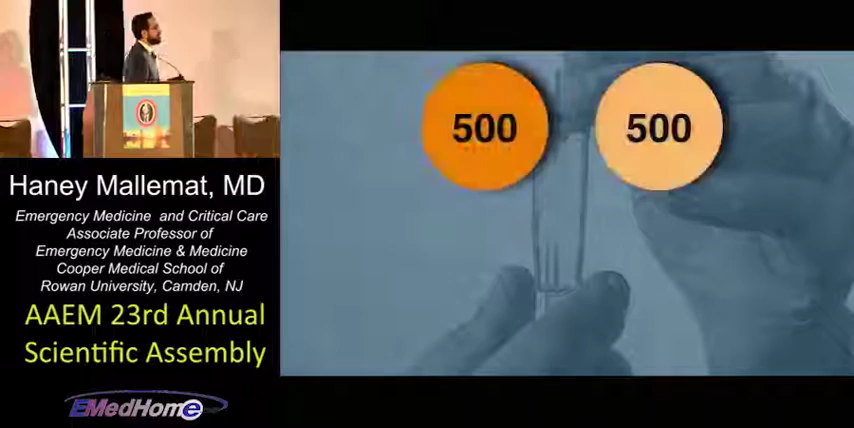 500 500
Haney Mallemat, MD
Emergency Medicine and Critical Care
Associate Professor of
Emergency Medicine & Medicine
Cooper Medical School of
Rowan University, Camden, NJ
AAEM 23rd Annual
Scientific Assembly
EMedHome